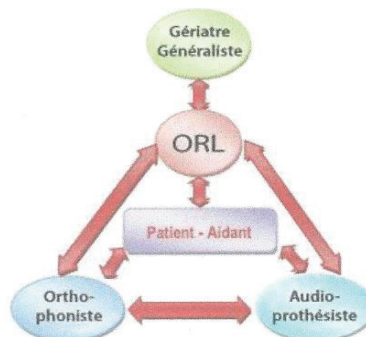 Gériatre
Généraliste
ORL
Patient - Aidant
Ortho-
phoniste
Audio-
prothésiste